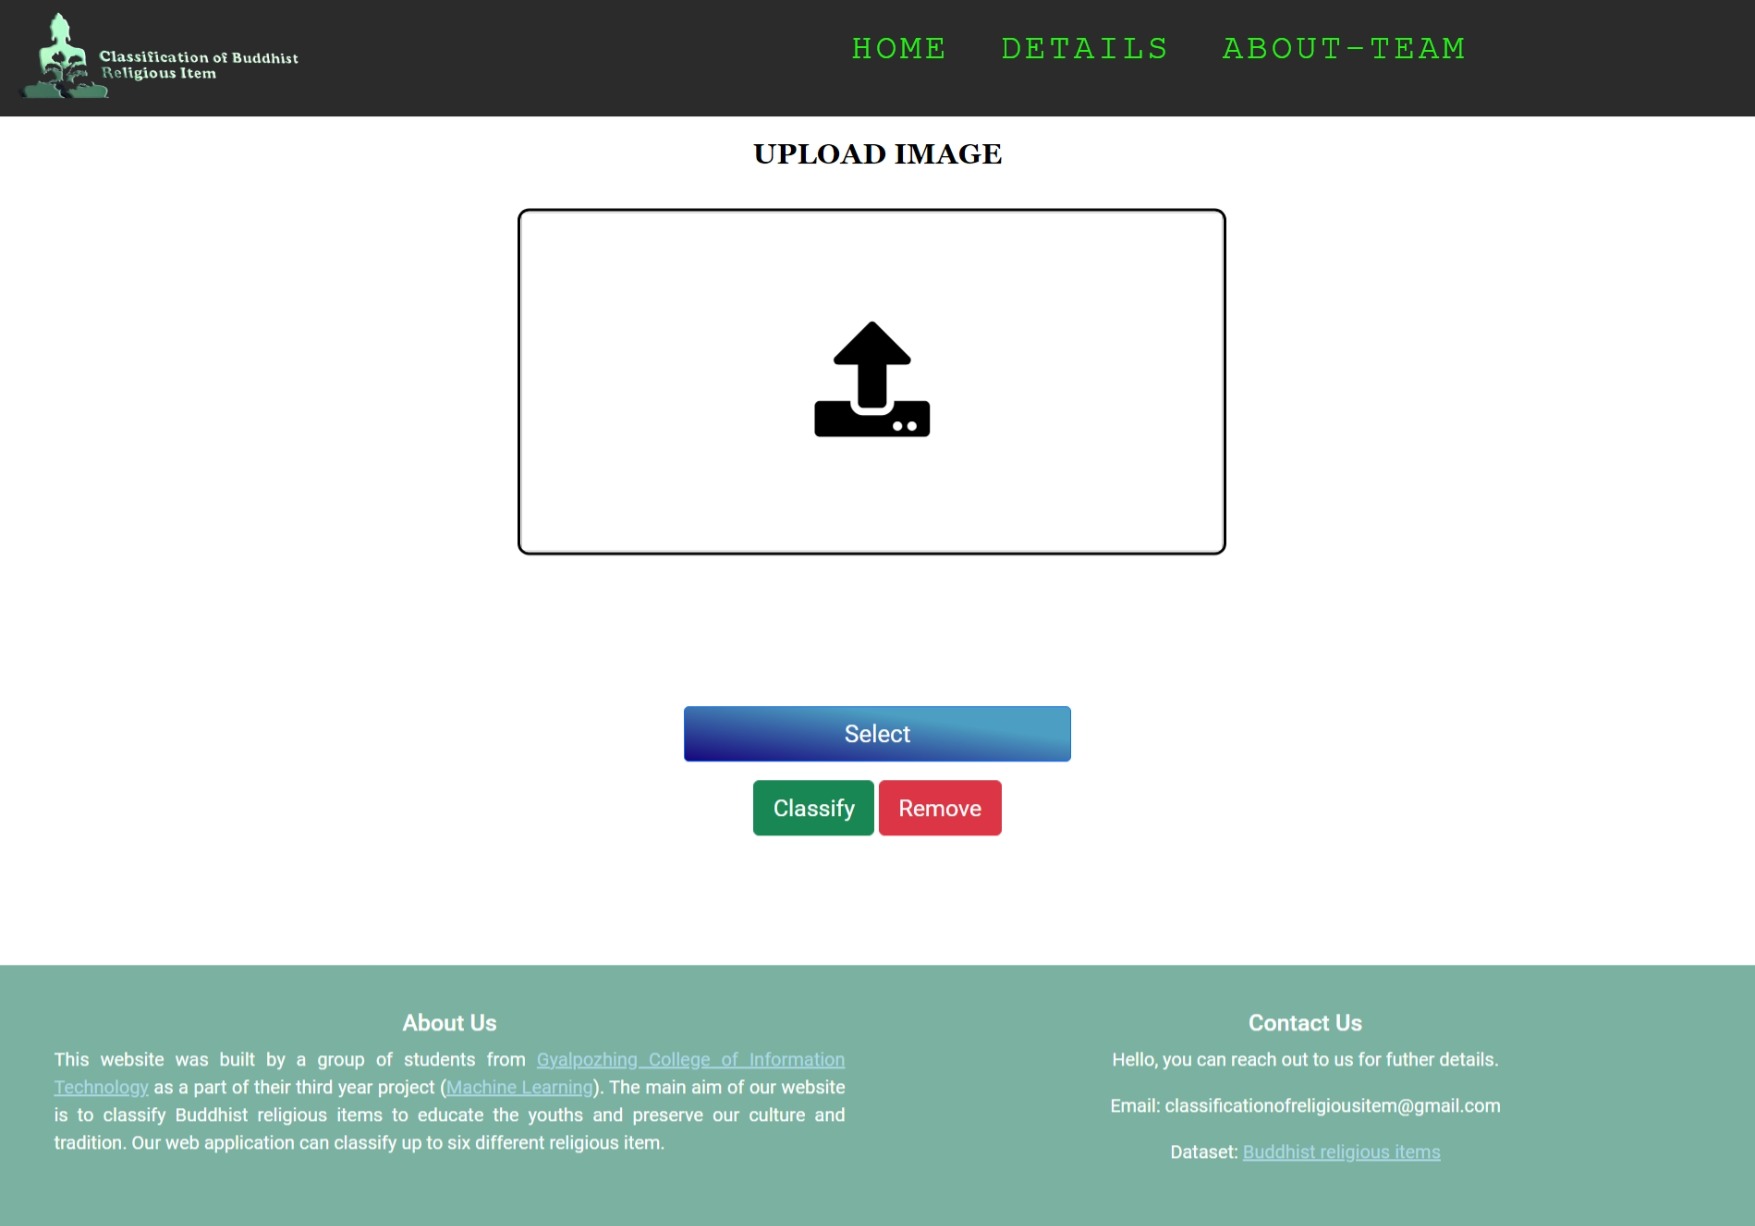 Classification of Buddhist
Religious Item
HOME DETAILS ABOUT-TEAM
UPLOAD IMAGE
Select
Classify Remove
About Us
This website was built by a group of students from Gyalpozhing College of Information
Technology as a part of their third year project (Machine Learning). The main aim of our website
is to classify Buddhist religious items to educate the youths and preserve our culture and
tradition. Our web application can classify up to six different religious item.
Contact Us
Hello, you can reach out to us for futher details.
Email: classificationofreligiousitem@gmail.com
Dataset: Buddhist religious items